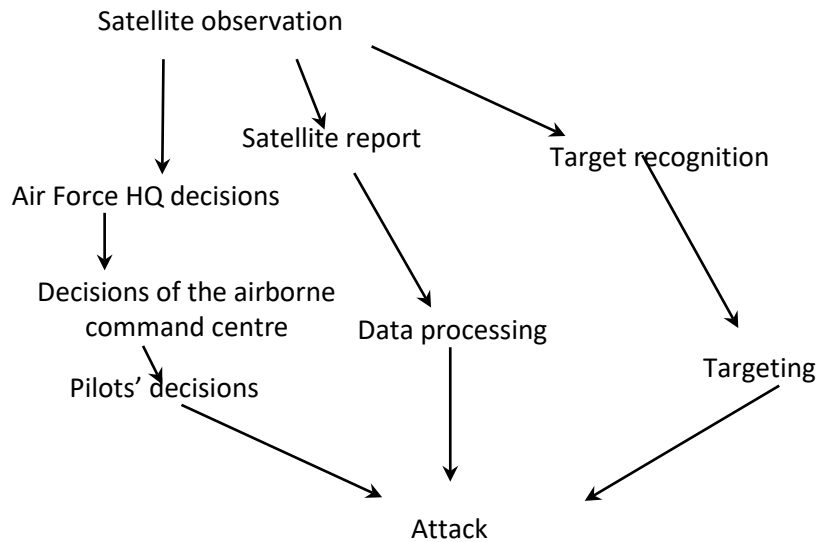 Satellite observation
Satellite report
Target recognition
Air Force HQ decisions
Decisions of the airborne
command centre
Data processing
Targeting
Pilots’ decisions
Attack